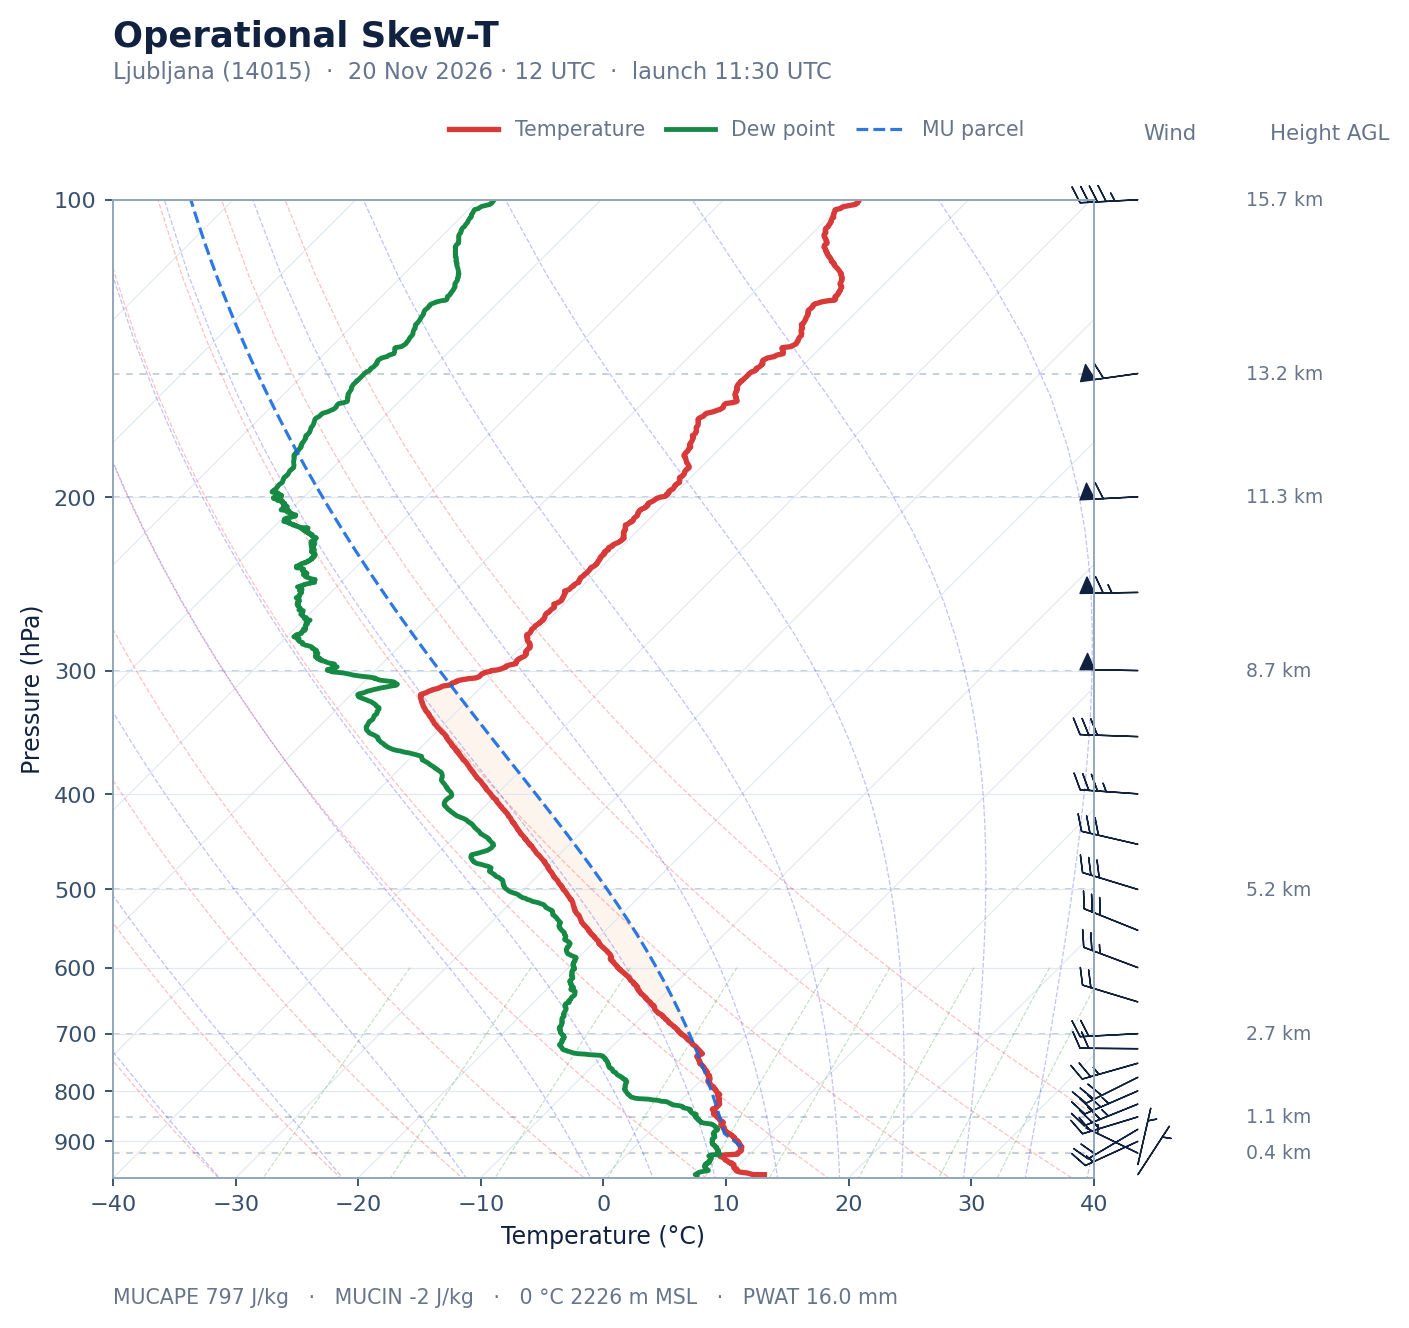 Operational Skew-T
Ljubljana (14015)  ·  20 Nov 2026 · 12 UTC  ·  launch 11:30 UTC
Temperature  Dew point  MU parcel
Wind  Height AGL
100  15.7 km
13.2 km
200  11.3 km
300  8.7 km
400
500  5.2 km
600
700  2.7 km
800
1.1 km
900
0.4 km
Pressure (hPa)
−40  −30  −20  −10  0  10  20  30  40
Temperature (°C)
MUCAPE 797 J/kg  ·  MUCIN -2 J/kg  ·  0 °C 2226 m MSL  ·  PWAT 16.0 mm